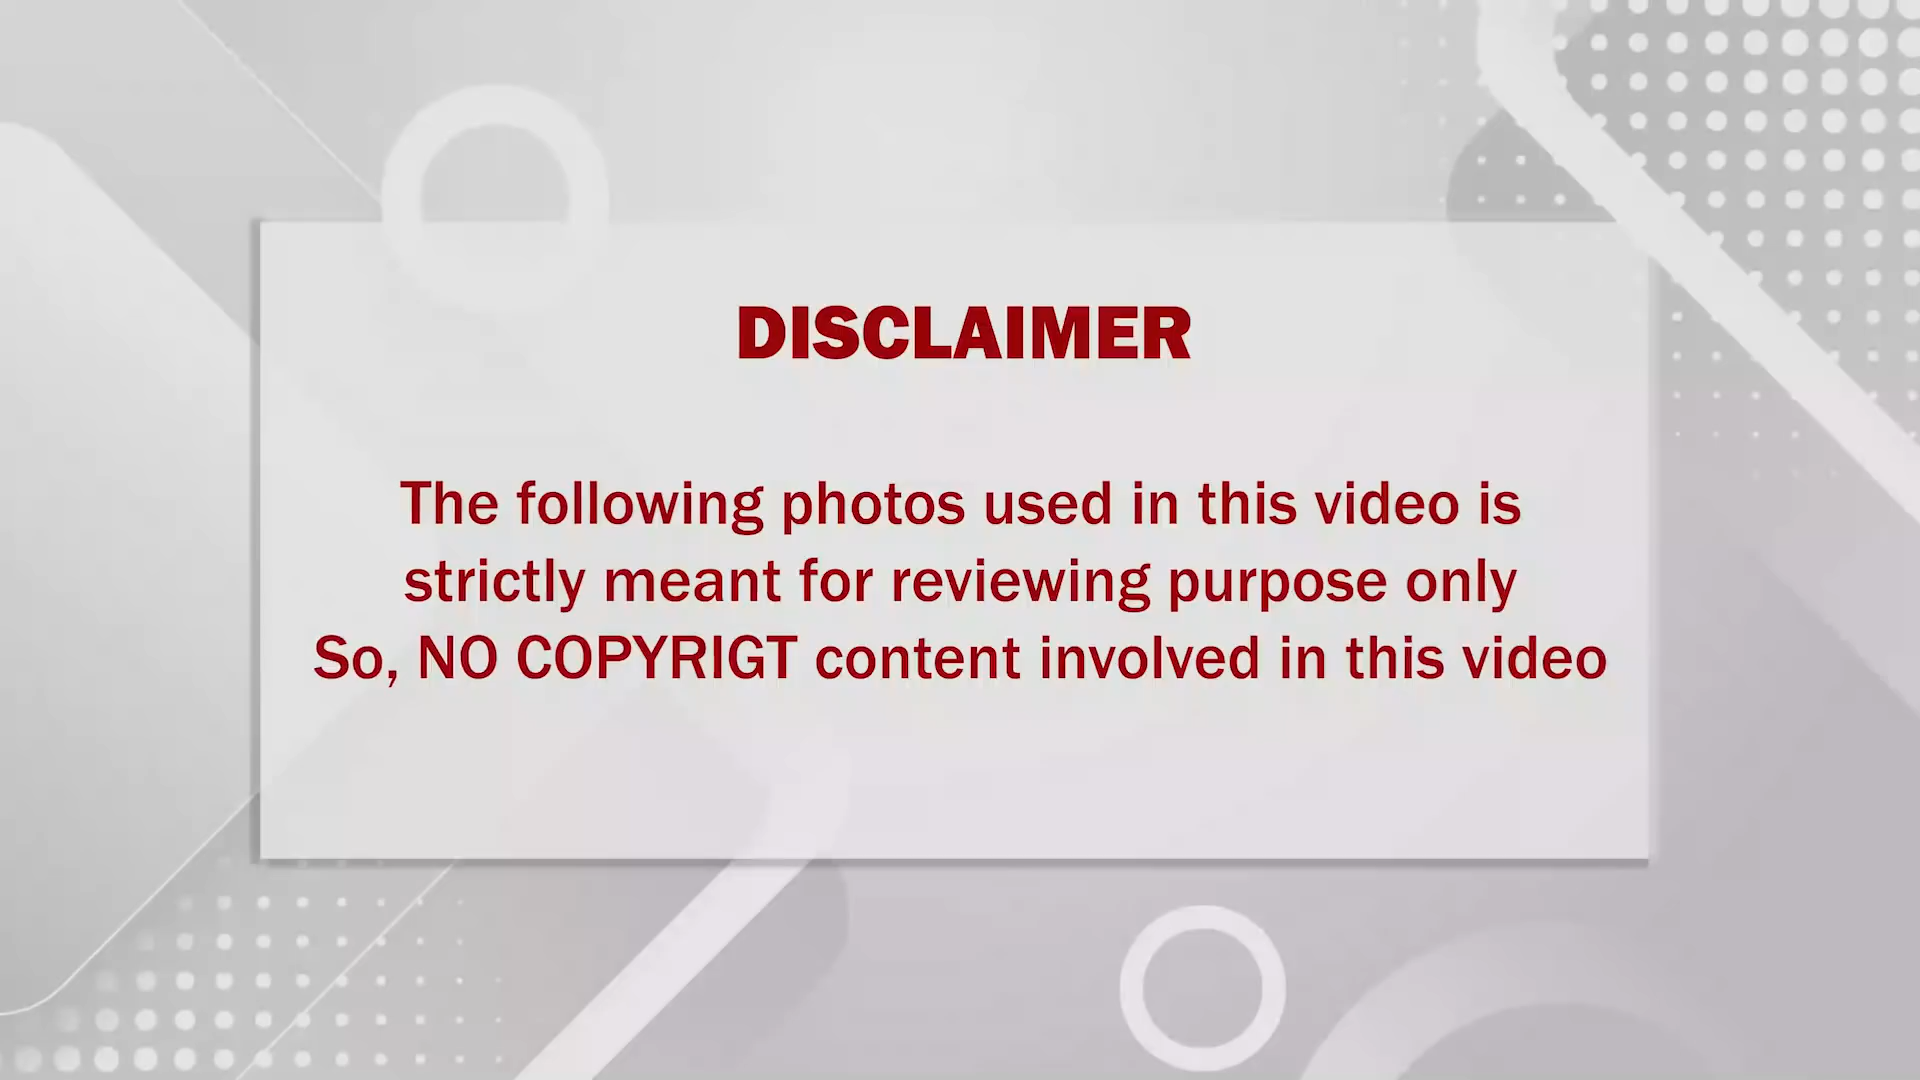 DISCLAIMER
The following photos used in this video is
strictly meant for reviewing purpose only
So, NO COPYRIGT content involved in this video